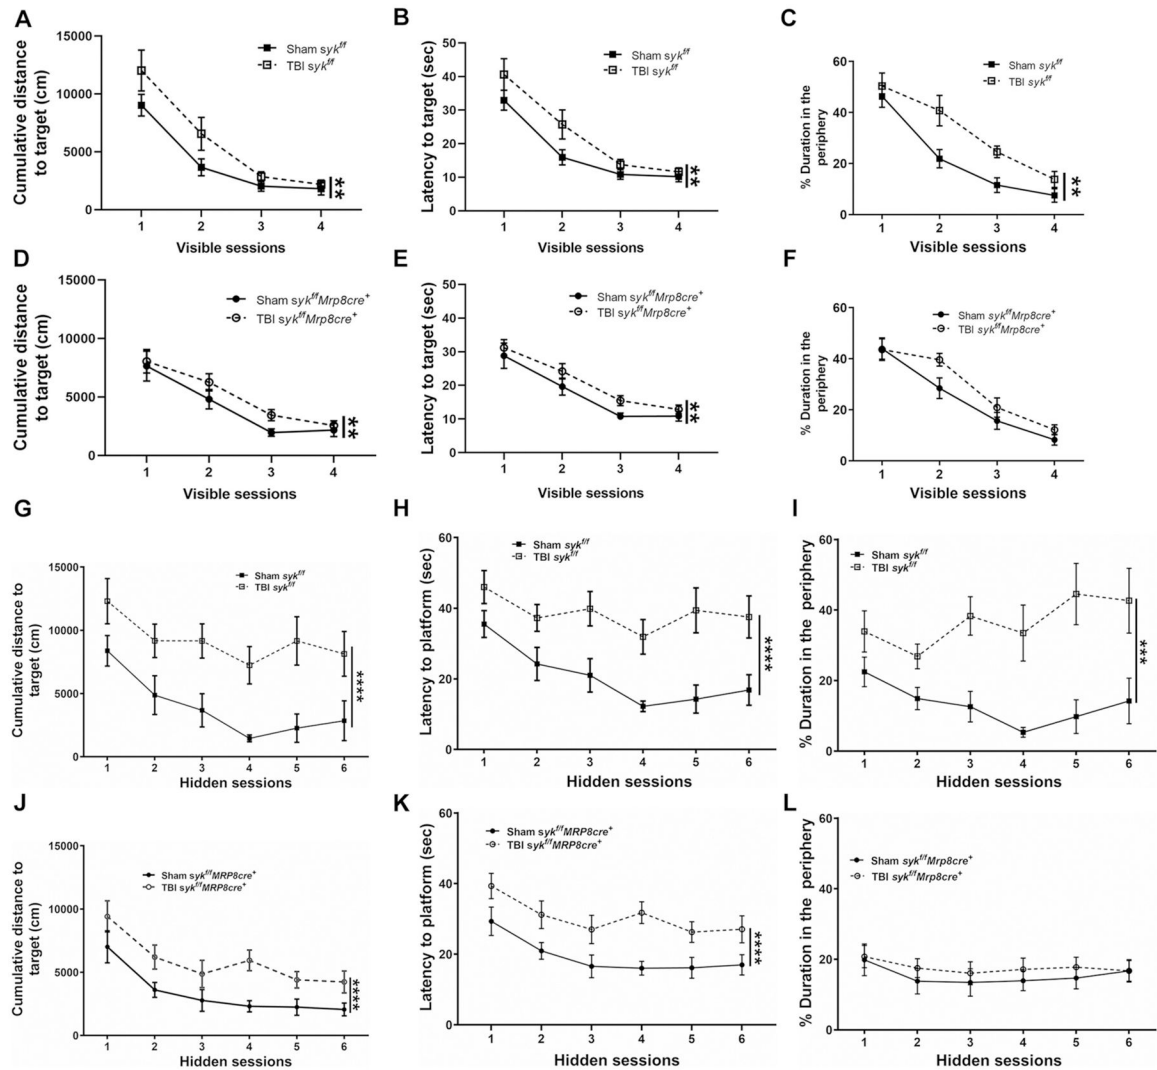 A
Cumulative distance
to target (cm)
15000
10000
5000
0
Sham syk^f/f
TBI syk^f/f
**
1 2 3 4
Visible sessions
B
Latency to target (sec)
50
40
30
20
10
0
Sham syk^f/f
TBI syk^f/f
**
1 2 3 4
Visible sessions
C
% Duration in the
periphery
60
40
20
0
Sham syk^f/f
TBI syk^f/f
**
1 2 3 4
Visible sessions
D
Cumulative distance
to target (cm)
15000
10000
5000
0
Sham syk^f/f Mrp8cre+
TBI syk^f/f Mrp8cre+
**
1 2 3 4
Visible sessions
E
Latency to target (sec)
50
40
30
20
10
0
Sham syk^f/f Mrp8cre+
TBI syk^f/f Mrp8cre+
**
1 2 3 4
Visible sessions
F
% Duration in the
periphery
60
40
20
0
Sham syk^f/f Mrp8cre+
TBI syk^f/f Mrp8cre+
1 2 3 4
Visible sessions
G
Cumulative distance to
target (cm)
15000
10000
5000
0
Sham syk^f/f
TBI syk^f/f
****
1 2 3 4 5 6
Hidden sessions
H
Latency to platform (sec)
60
40
20
0
Sham syk^f/f
TBI syk^f/f
****
1 2 3 4 5 6
Hidden sessions
I
% Duration in the periphery
60
40
20
0
Sham syk^f/f
TBI syk^f/f
***
1 2 3 4 5 6
Hidden sessions
J
Cumulative distance to
target (cm)
15000
10000
5000
0
Sham syk^f/f MRP8cre+
TBI syk^f/f MRP8cre+
****
1 2 3 4 5 6
Hidden sessions
K
Latency to platform (sec)
60
40
20
0
Sham syk^f/f MRP8cre+
TBI syk^f/f MRP8cre+
****
1 2 3 4 5 6
Hidden sessions
L
% Duration in the periphery
60
40
20
0
Sham syk^f/f Mrp8cre+
TBI syk^f/f Mrp8cre+
1 2 3 4 5 6
Hidden sessions